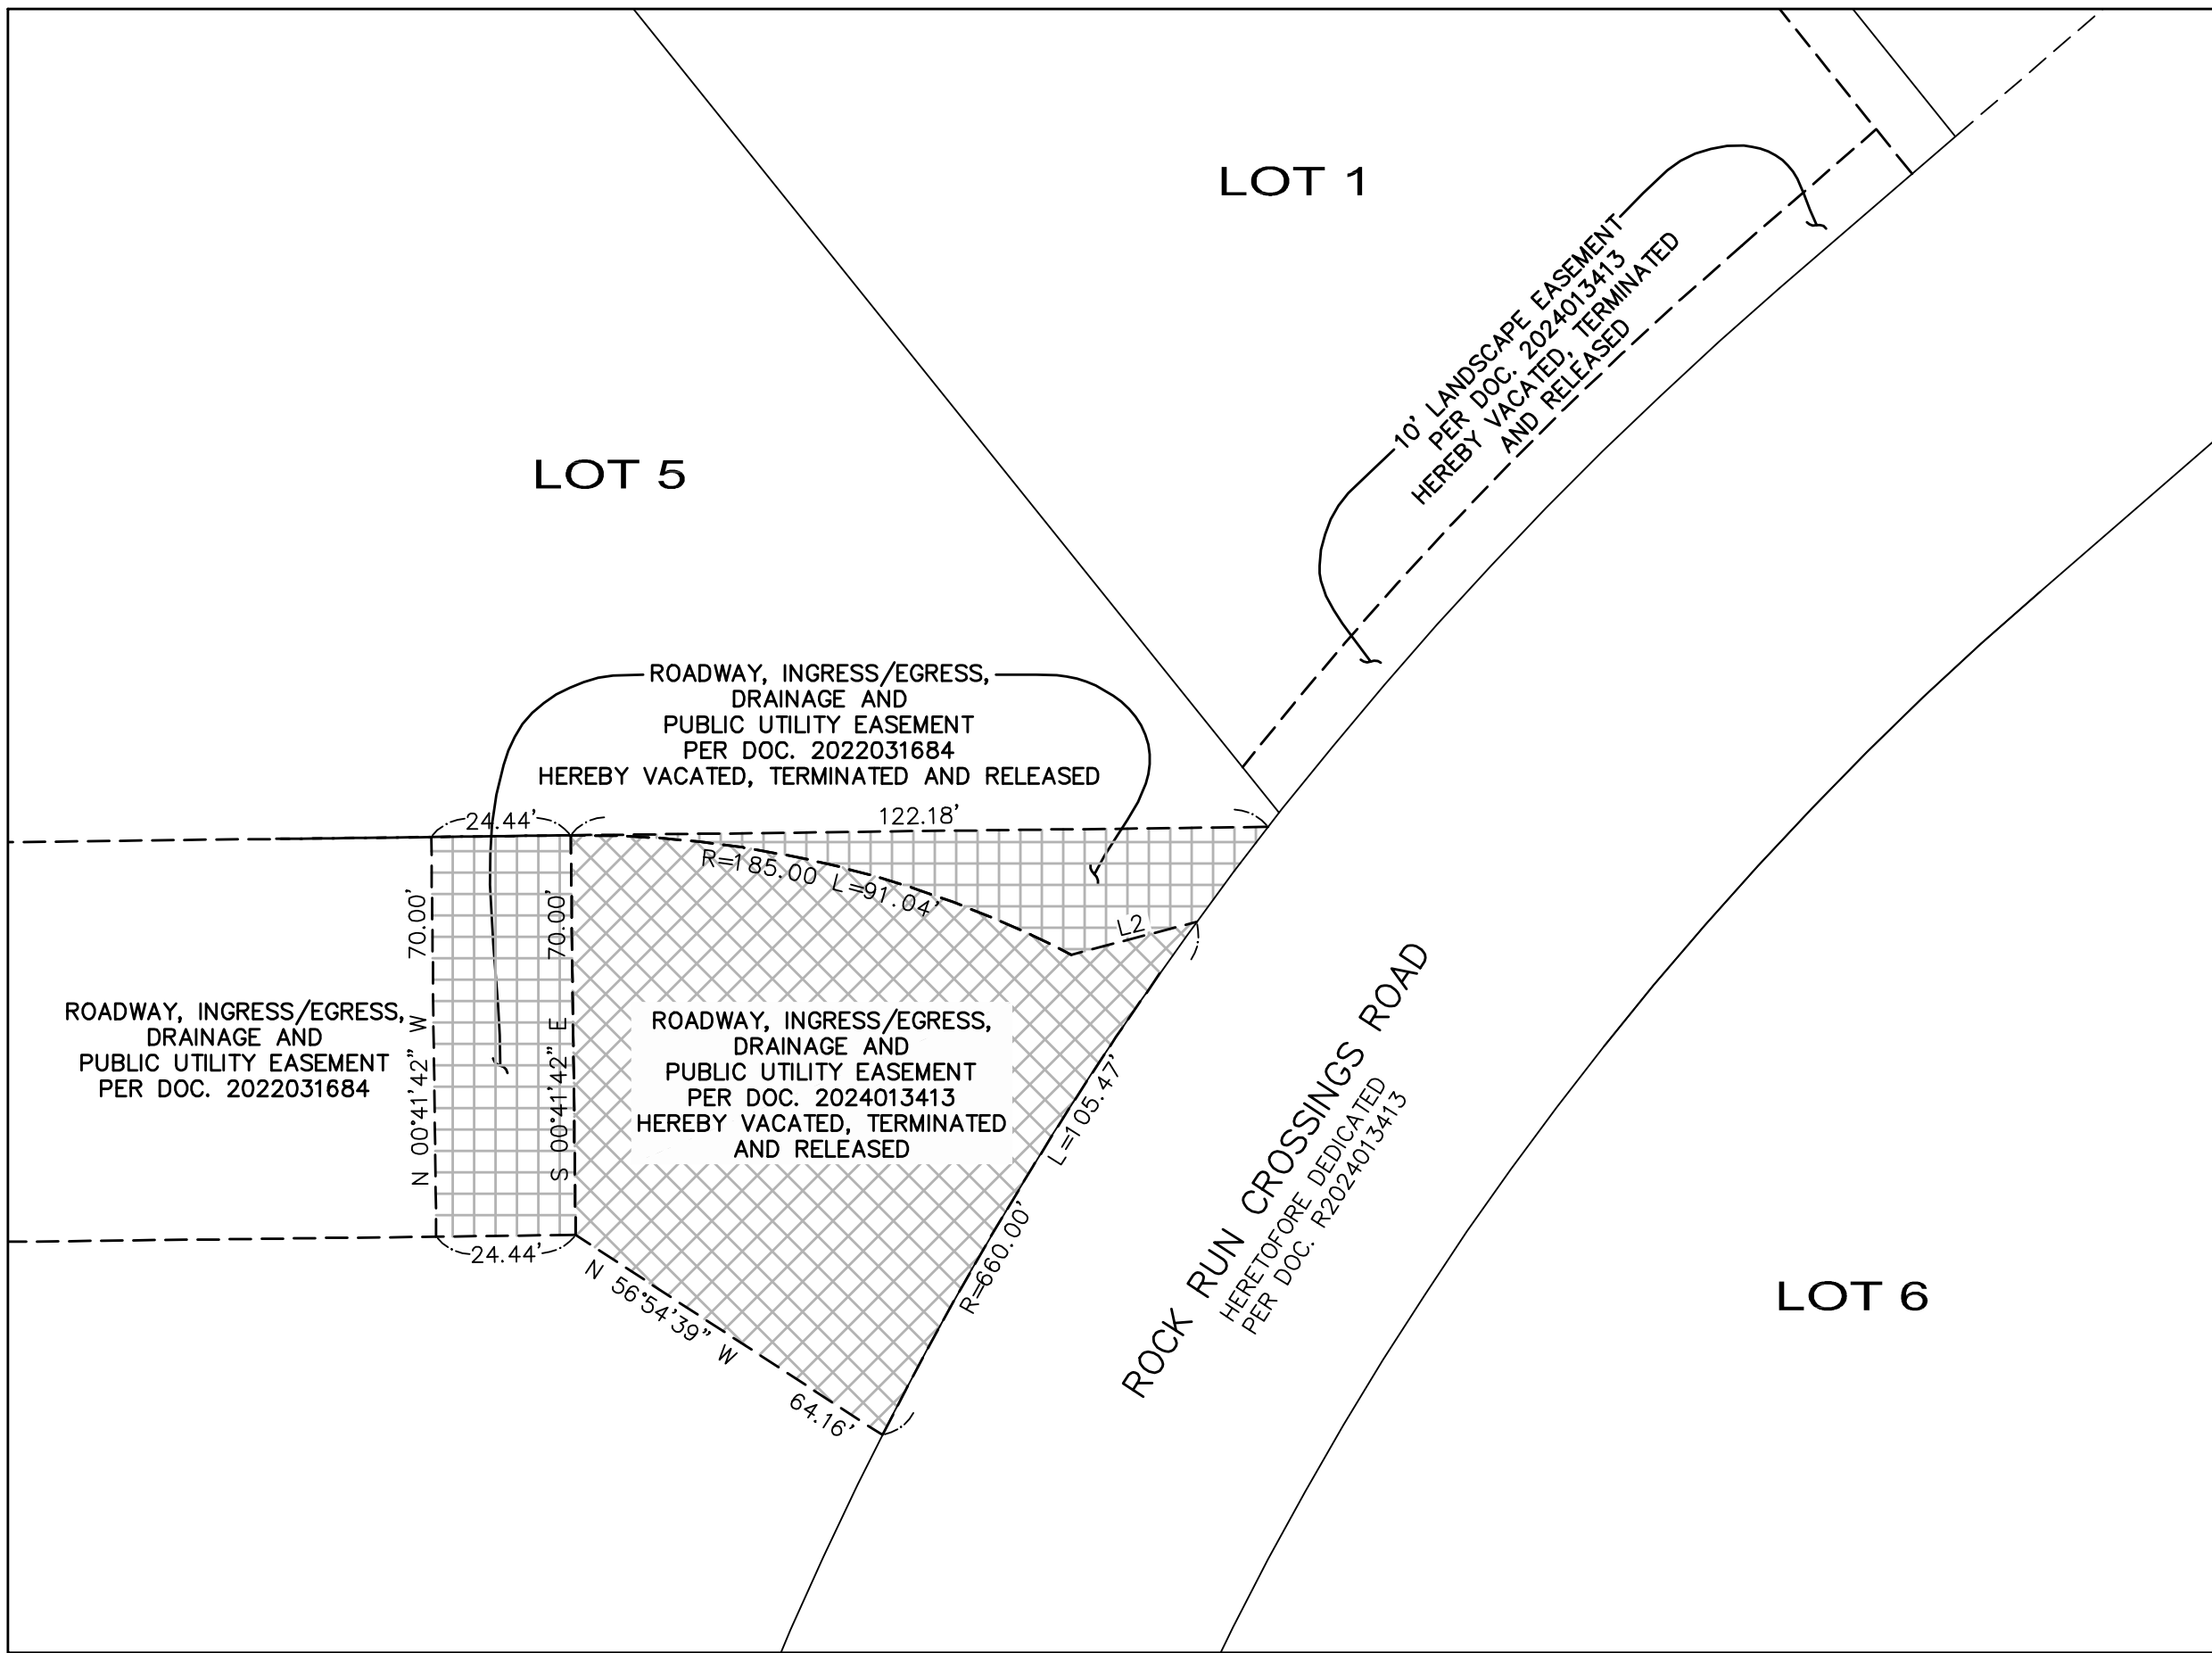 LOT 1
10' LANDSCAPE EASEMENT
PER DOC. 2024013413
HEREBY VACATED, TERMINATED
AND RELEASED
LOT 5
ROADWAY, INGRESS/EGRESS,
DRAINAGE AND
PUBLIC UTILITY EASEMENT
PER DOC. 2022031684
HEREBY VACATED, TERMINATED AND RELEASED
24.44'
122.18'
R=185.00 L=91.04'
L2
70.00'
N 00°41'42" W
70.00'
S 00°41'42" E
ROADWAY, INGRESS/EGRESS,
DRAINAGE AND
PUBLIC UTILITY EASEMENT
PER DOC. 2022031684
ROADWAY, INGRESS/EGRESS,
DRAINAGE AND
PUBLIC UTILITY EASEMENT
PER DOC. 2024013413
HEREBY VACATED, TERMINATED
AND RELEASED
R=660.00' L=105.47'
24.44'
N 56°54'39" W 64.16'
ROCK RUN CROSSINGS ROAD
HERETOFORE DEDICATED
PER DOC. R2024013413
LOT 6